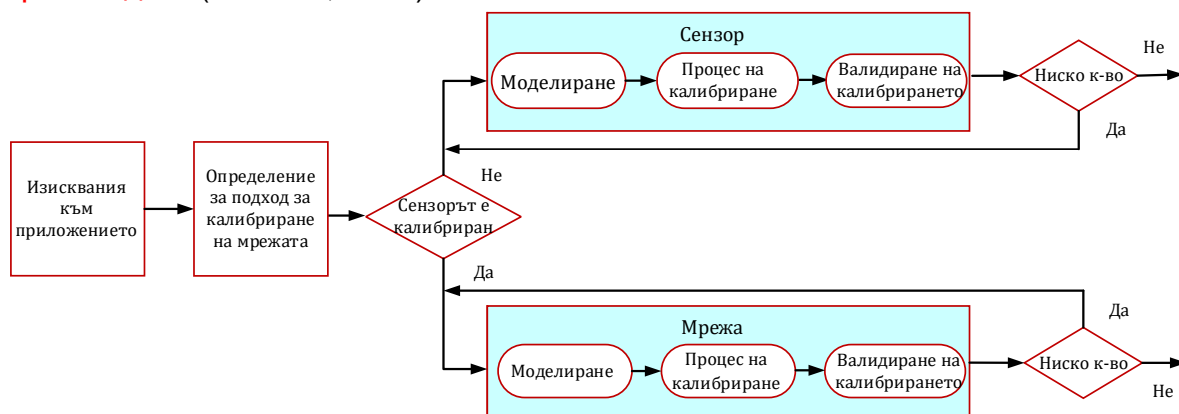 Сензор
Моделиране
Процес на
калибриране
Валидиране на
калибрирането
Ниско к-во
Не
Да
Изисквания
към
приложението
Определение
за подход за
калибриране
на мрежата
Не
Сензорът е
калибриран
Да
Мрежа
Моделиране
Процес на
калибриране
Валидиране на
калибрирането
Ниско к-во
Да
Не